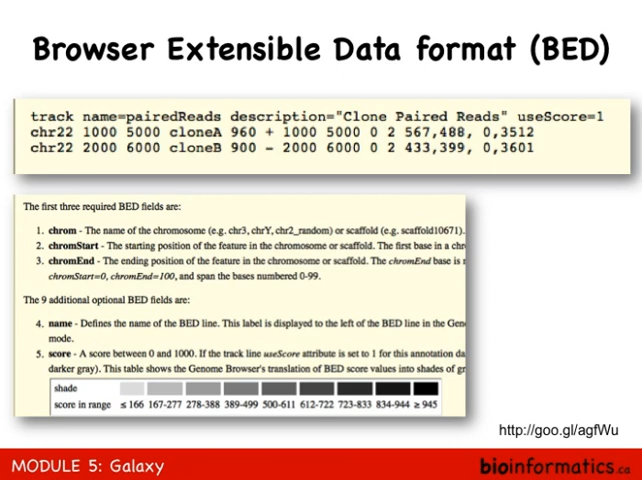 Browser Extensible Data format (BED)
track name=pairedReads description="Clone Paired Reads" useScore=1
chr22 1000 5000 cloneA 960 + 1000 5000 0 2 567,488, 0,3512
chr22 2000 6000 cloneB 900 - 2000 6000 0 2 433,399, 0,3601
The first three required BED fields are:
1. chrom - The name of the chromosome (e.g. chr3, chrY, chr2_random) or scaffold (e.g. scaffold10671).
2. chromStart - The starting position of the feature in the chromosome or scaffold. The first base in a chr
3. chromEnd - The ending position of the feature in the chromosome or scaffold. The chromEnd base is
chromStart=0, chromEnd=100, and span the bases numbered 0-99.
The 9 additional optional BED fields are:
4. name - Defines the name of the BED line. This label is displayed to the left of the BED line in the Gen
mode.
5. score - A score between 0 and 1000. If the track line useScore attribute is set to 1 for this annotation da
darker gray). This table shows the Genome Browser's translation of BED score values into shades of gr
shade
score in range ≤ 166 167-277 278-388 389-499 500-611 612-722 723-833 834-944 ≥ 945
http://goo.gl/agfWu
MODULE 5: Galaxy
bioinformatics.ca